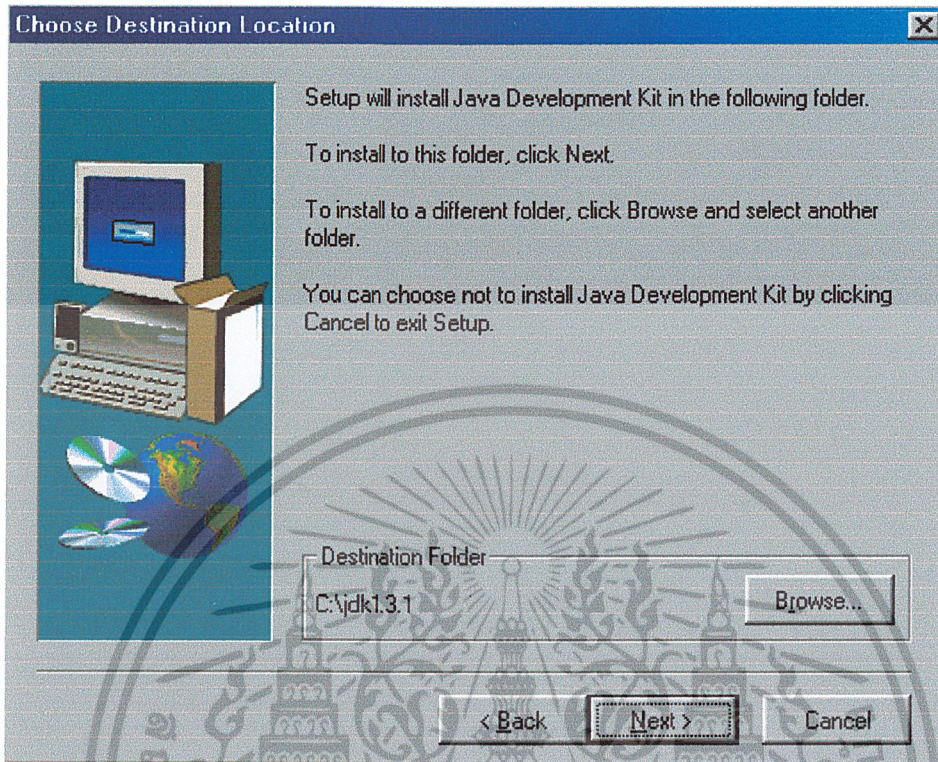 Choose Destination Location
Setup will install Java Development Kit in the following folder.
To install to this folder, click Next.
To install to a different folder, click Browse and select another
folder.
You can choose not to install Java Development Kit by clicking
Cancel to exit Setup.
Destination Folder
C:\jdk1.3.1
Browse...
< Back
Next >
Cancel